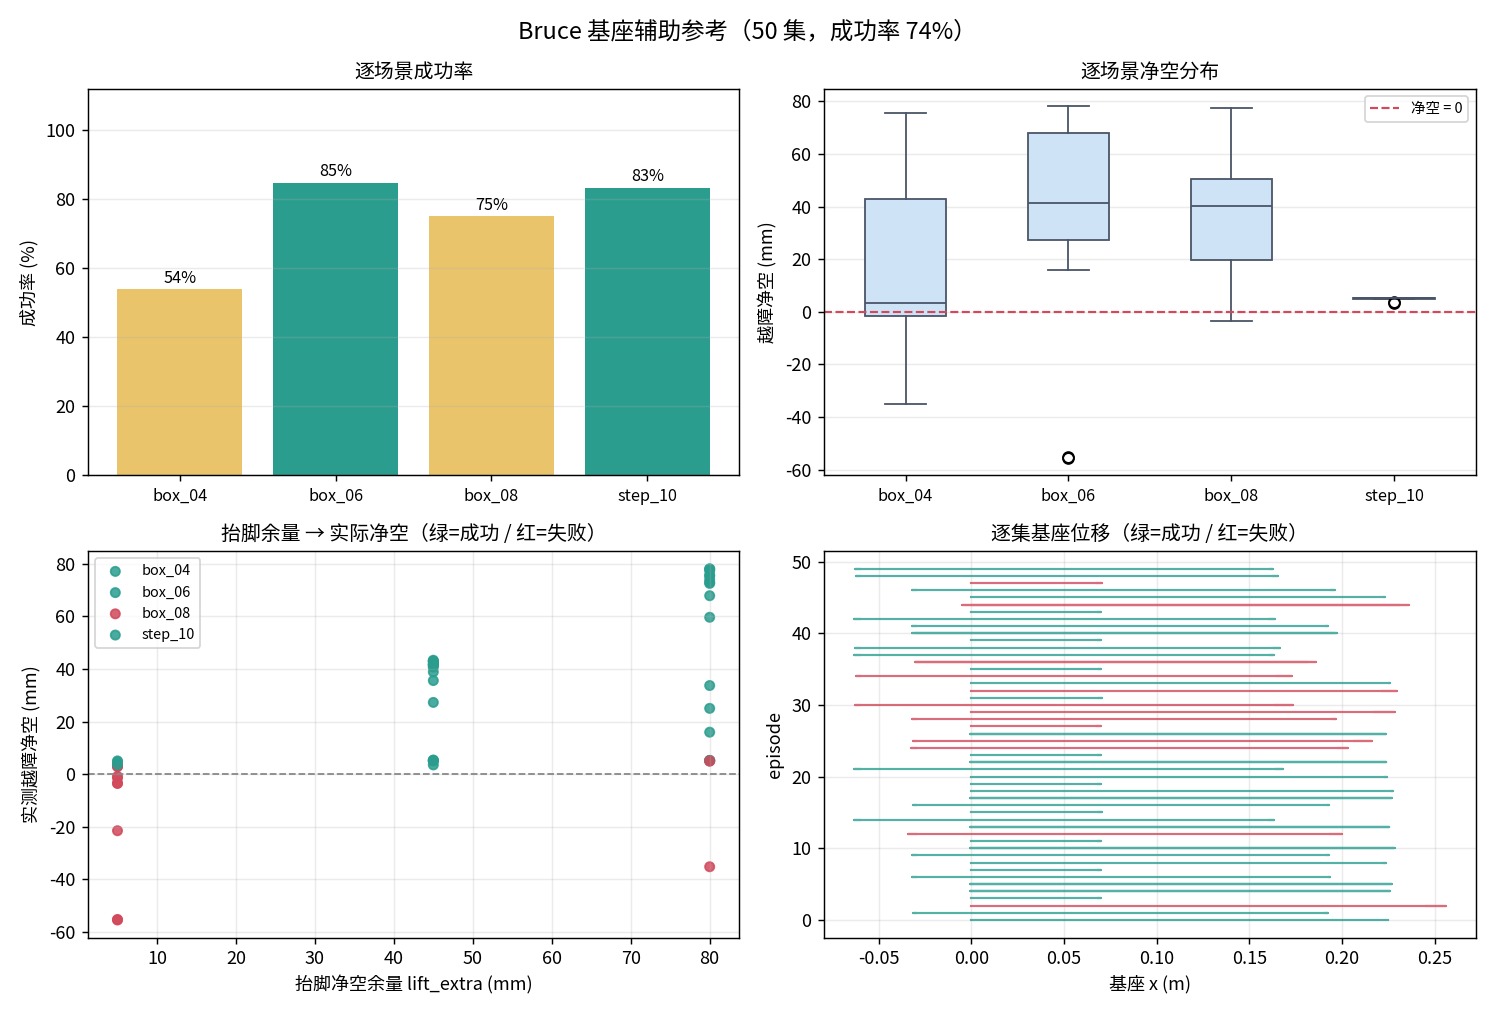 Bruce 基座辅助参考（50 集，成功率 74%）
逐场景成功率
成功率 (%)
100
80
60
40
20
0
54%
85%
75%
83%
box_04
box_06
box_08
step_10
逐场景净空分布
越障净空 (mm)
80
60
40
20
0
-20
-40
-60
净空 = 0
box_04
box_06
box_08
step_10
抬脚余量 → 实际净空（绿=成功 / 红=失败）
实测越障净空 (mm)
80
60
40
20
0
-20
-40
-60
box_04
box_06
box_08
step_10
10
20
30
40
50
60
70
80
抬脚净空余量 lift_extra (mm)
逐集基座位移（绿=成功 / 红=失败）
episode
50
40
30
20
10
0
-0.05
0.00
0.05
0.10
0.15
0.20
0.25
基座 x (m)